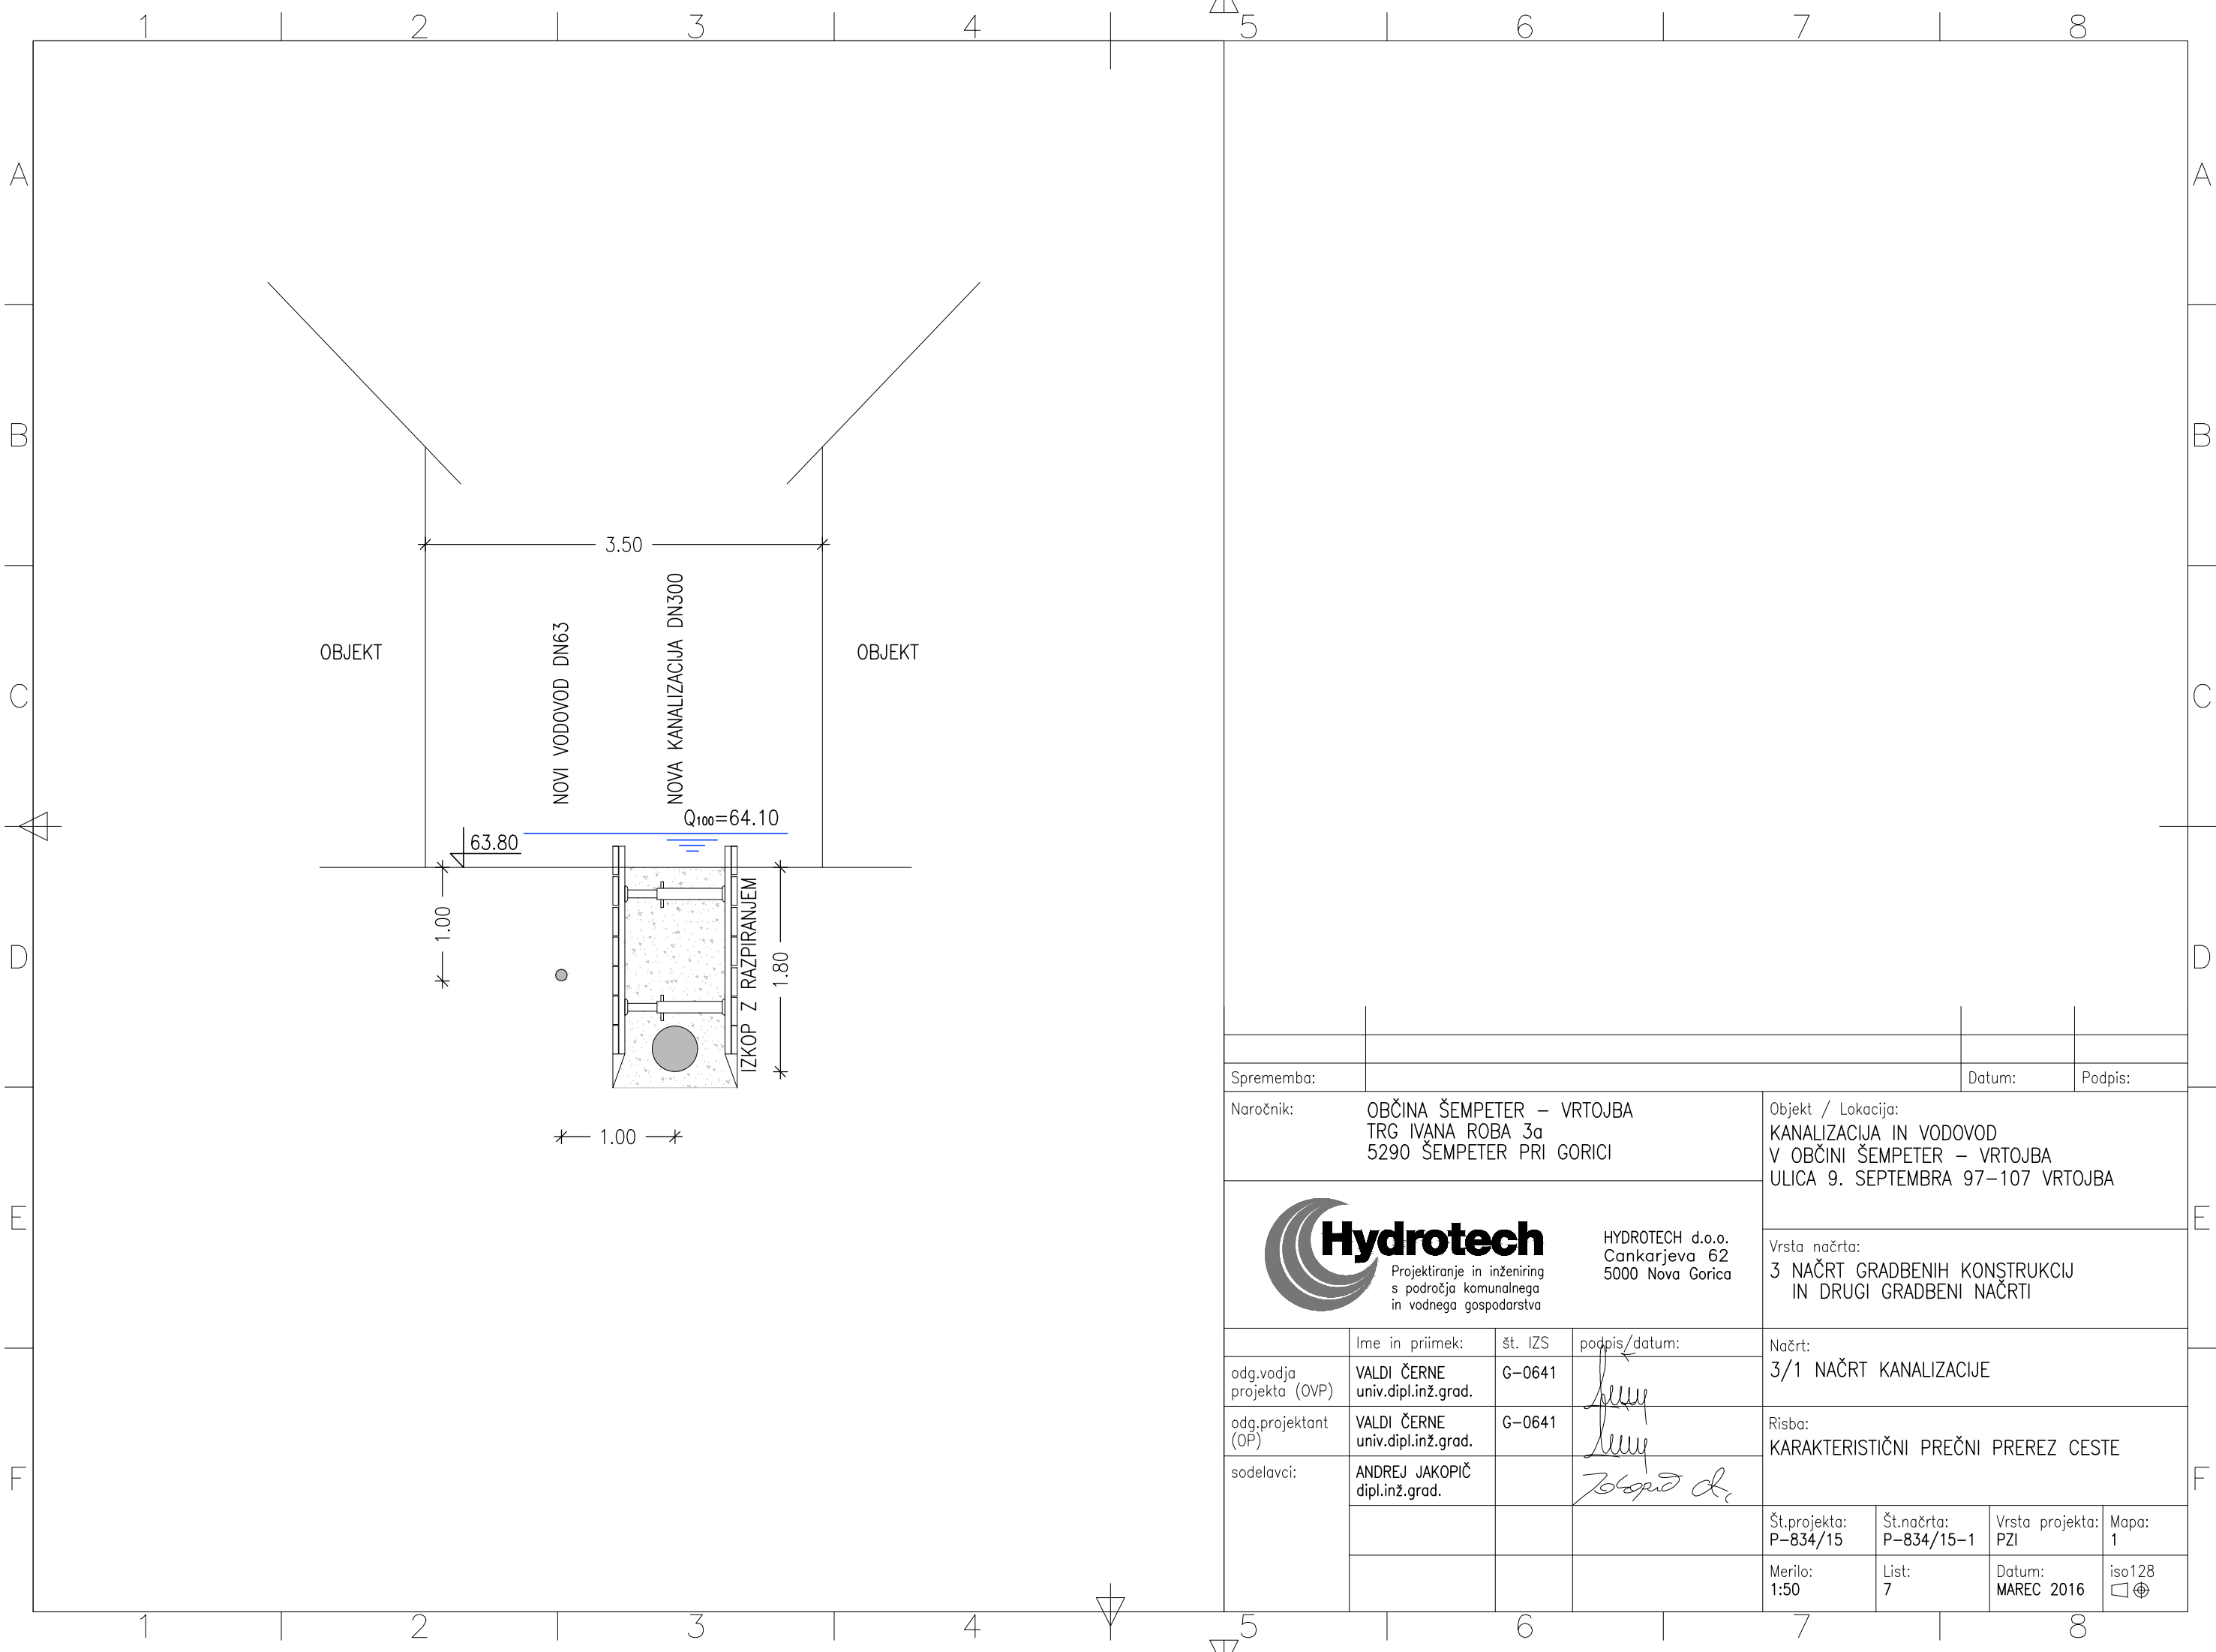 1 2 3 4 5 6 7 8
A A
B B
C C
D D
E E
F F
3.50
NOVI VODOVOD DN63
NOVA KANALIZACIJA DN300
OBJEKT
OBJEKT
Q100=64.10
63.80
1.00
IZKOP Z RAZPIRANJEM
1.80
1.00
Sprememba:
Datum:
Podpis:
Naročnik:
OBČINA ŠEMPETER – VRTOJBA
TRG IVANA ROBA 3a
5290 ŠEMPETER PRI GORICI
Objekt / Lokacija:
KANALIZACIJA IN VODOVOD
V OBČINI ŠEMPETER – VRTOJBA
ULICA 9. SEPTEMBRA 97–107 VRTOJBA
Hydrotech
Projektiranje in inženiring
s področja komunalnega
in vodnega gospodarstva
HYDROTECH d.o.o.
Cankarjeva 62
5000 Nova Gorica
Vrsta načrta:
3 NAČRT GRADBENIH KONSTRUKCIJ
IN DRUGI GRADBENI NAČRTI
Ime in priimek:
št. IZS
podpis/datum:
odg.vodja
projekta (OVP)
VALDI ČERNE
univ.dipl.inž.grad.
G–0641
odg.projektant
(OP)
VALDI ČERNE
univ.dipl.inž.grad.
G–0641
sodelavci:
ANDREJ JAKOPIČ
dipl.inž.grad.
Načrt:
3/1 NAČRT KANALIZACIJE
Risba:
KARAKTERISTIČNI PREČNI PREREZ CESTE
Št.projekta:
P–834/15
Št.načrta:
P–834/15–1
Vrsta projekta:
PZI
Mapa:
1
Merilo:
1:50
List:
7
Datum:
MAREC 2016
iso128
1 2 3 4 5 6 7 8